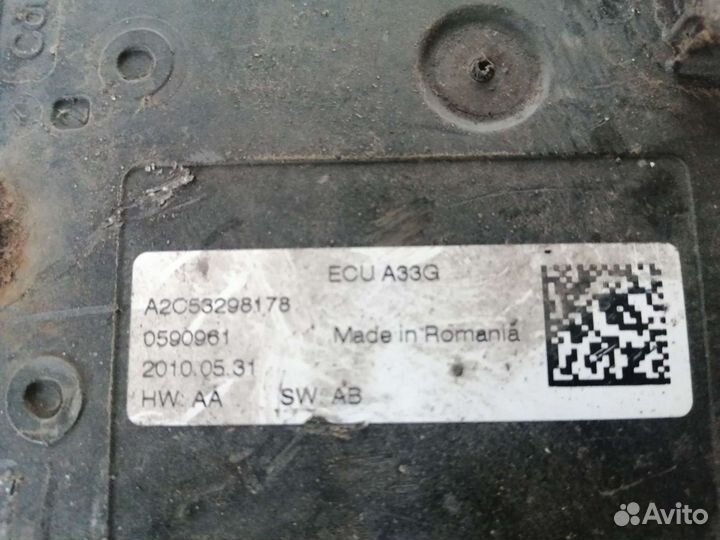 ECU A33G
A2C53298178
0590961 Made in Romania
2010.05.31
HW: AA SW: AB
Avito